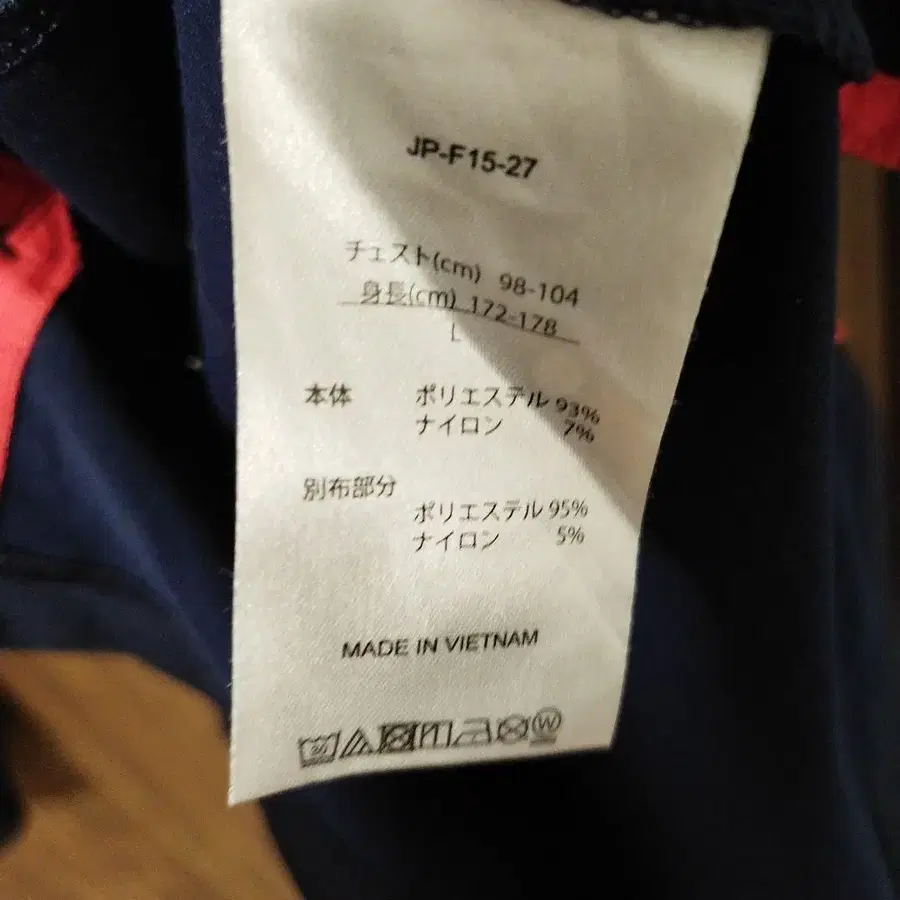 JP-F15-27
チェスト(cm) 98-104
身長(cm) 172-178
L
本体 ポリエステル 93%
ナイロン 7%
別布部分
ポリエステル 95%
ナイロン 5%
MADE IN VIETNAM
W